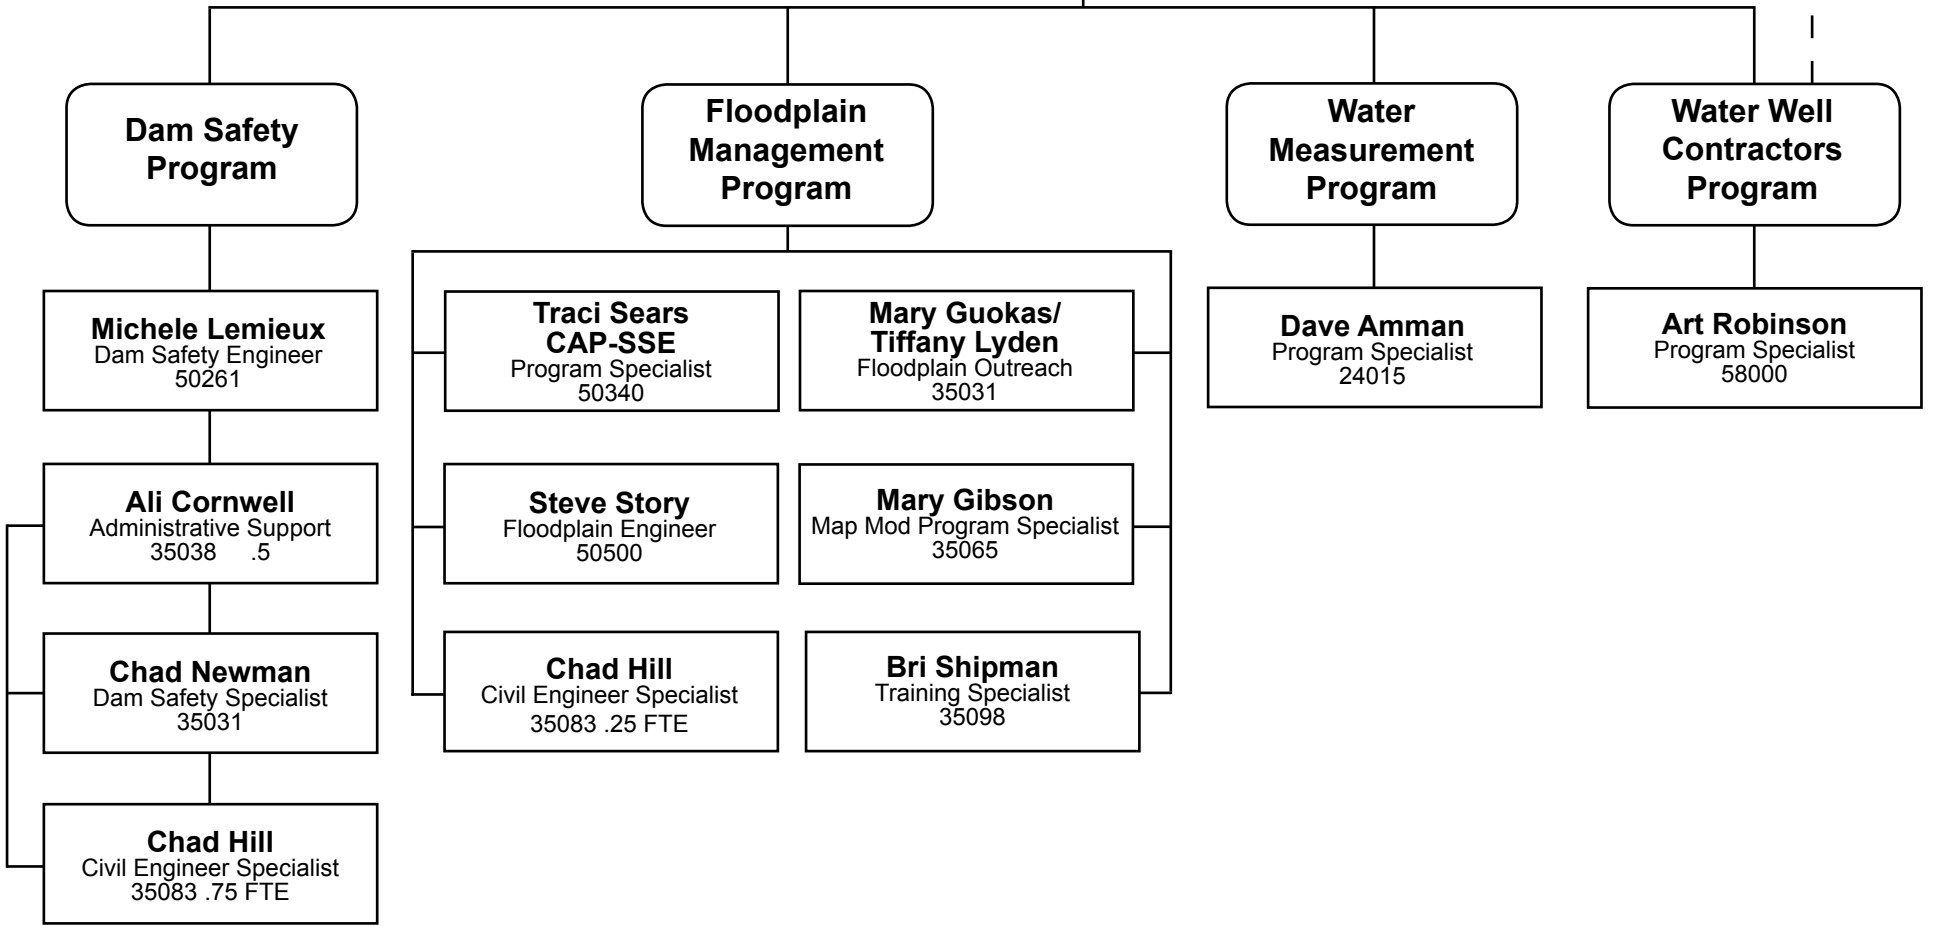 Dam Safety
Program
Floodplain
Management
Program
Water
Measurement
Program
Water Well
Contractors
Program
Michele Lemieux
Dam Safety Engineer
50261
Ali Cornwell
Administrative Support
35038 .5
Chad Newman
Dam Safety Specialist
35031
Chad Hill
Civil Engineer Specialist
35083 .75 FTE
Traci Sears
CAP-SSE
Program Specialist
50340
Steve Story
Floodplain Engineer
50500
Chad Hill
Civil Engineer Specialist
35083 .25 FTE
Mary Guokas/
Tiffany Lyden
Floodplain Outreach
35031
Mary Gibson
Map Mod Program Specialist
35065
Bri Shipman
Training Specialist
35098
Dave Amman
Program Specialist
24015
Art Robinson
Program Specialist
58000